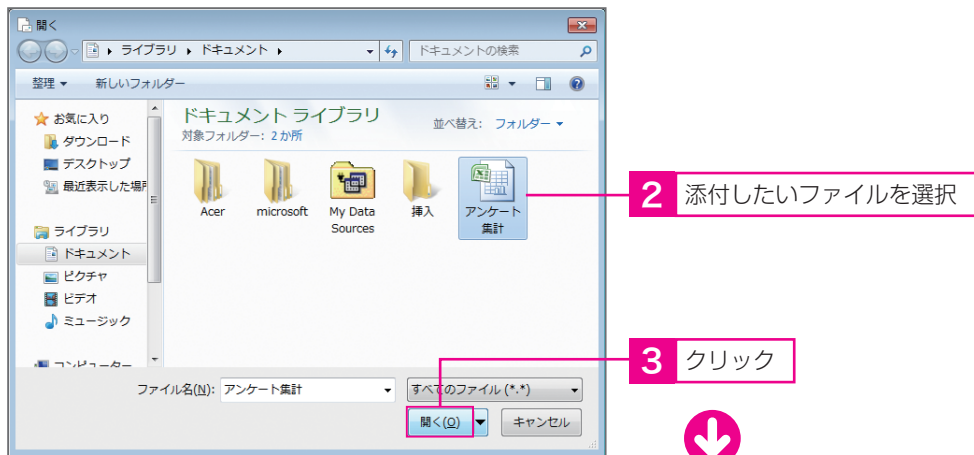 開く
ライブラリ ドキュメント
ドキュメントの検索
整理 新しいフォルダー
お気に入り
ダウンロード
デスクトップ
最近表示した場所
ライブラリ
ドキュメント
ピクチャ
ビデオ
ミュージック
コンピューター
ドキュメント ライブラリ
対象フォルダー: 2 か所
並べ替え: フォルダー
Acer
microsoft
My Data
Sources
挿入
アンケート
集計
2 添付したいファイルを選択
3 クリック
ファイル名(N): アンケート集計
すべてのファイル (*.*)
開く(O) キャンセル